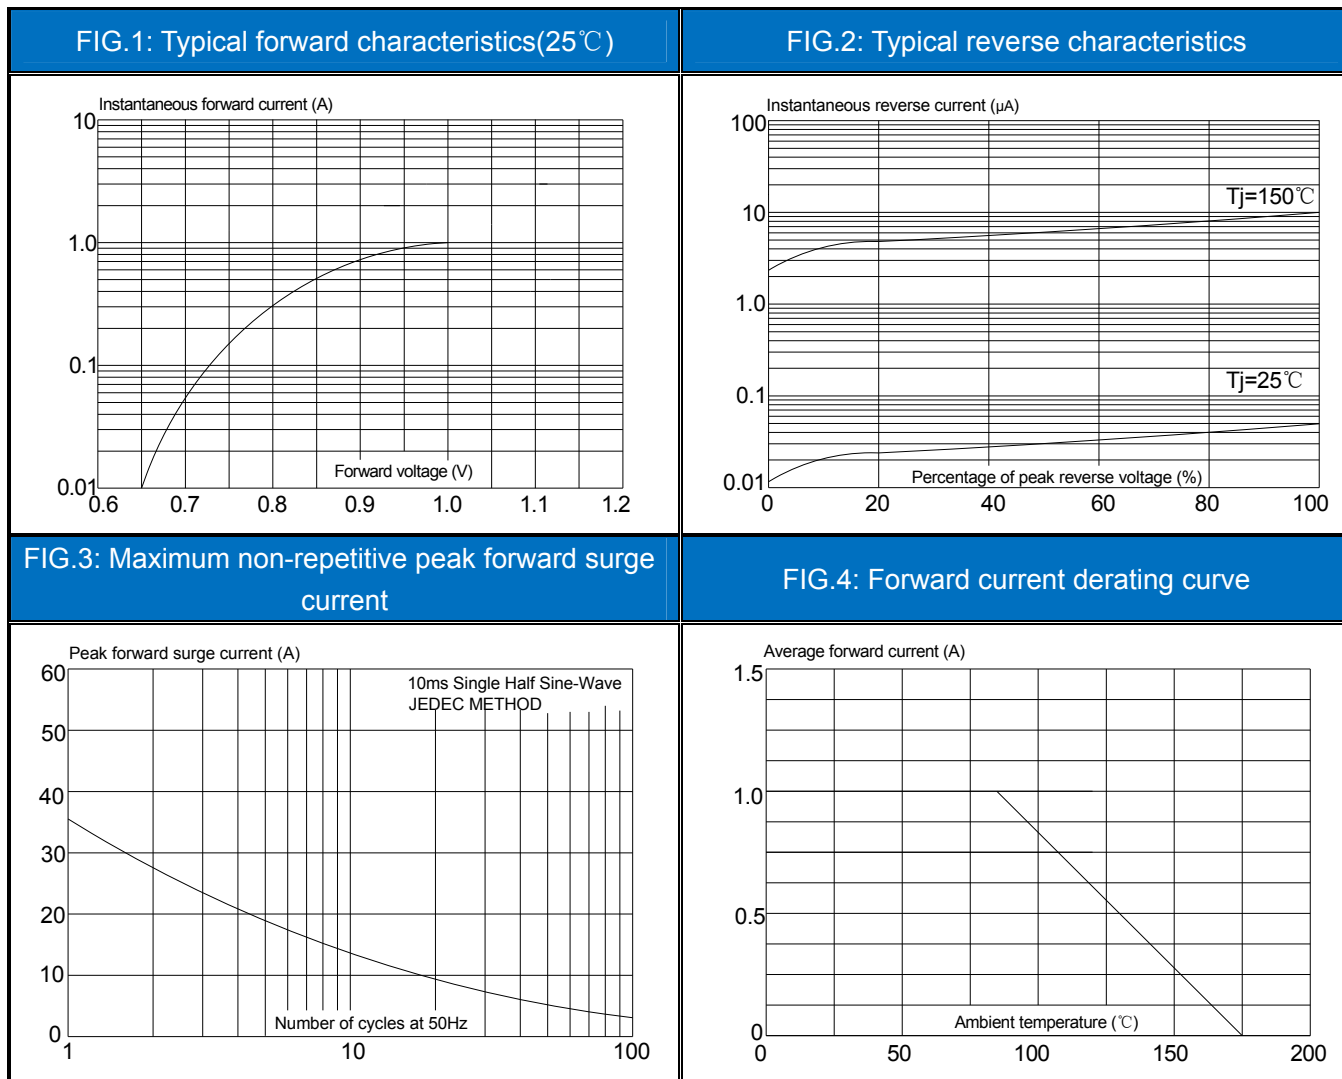 FIG.1: Typical forward characteristics(25℃)
FIG.2: Typical reverse characteristics
Instantaneous forward current (A)
10
1.0
0.1
0.01
Forward voltage (V)
0.6 0.7 0.8 0.9 1.0 1.1 1.2
Instantaneous reverse current (μA)
100
Tj=150℃
10
1.0
Tj=25℃
0.1
0.01
Percentage of peak reverse voltage (%)
0 20 40 60 80 100
FIG.3: Maximum non-repetitive peak forward surge
current
FIG.4: Forward current derating curve
Peak forward surge current (A)
60
10ms Single Half Sine-Wave
JEDEC METHOD
50
40
30
20
10
0
Number of cycles at 50Hz
1 10 100
Average forward current (A)
1.5
1.0
0.5
0
Ambient temperature (℃)
0 50 100 150 200